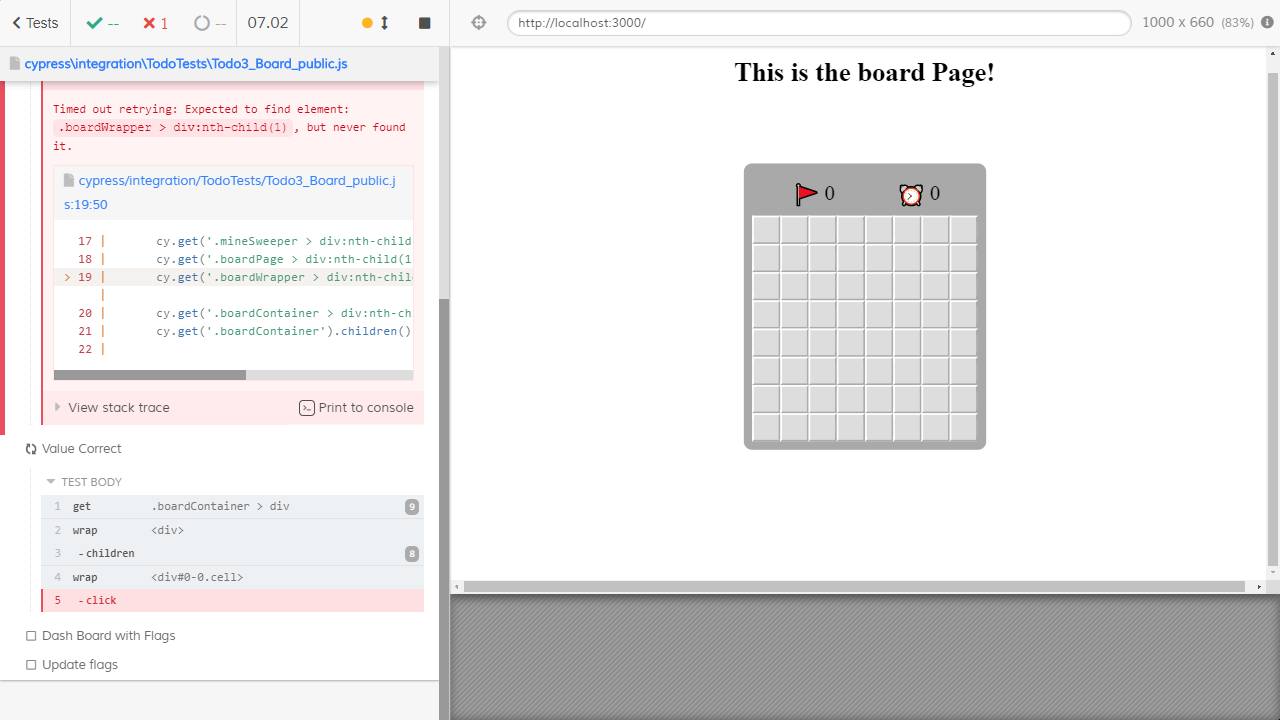 Tests
--
1
--
07.02
http://localhost:3000/
1000 x 660 (83%)
cypress\integration\TodoTests\Todo3_Board_public.js
Timed out retrying: Expected to find element:
.boardWrapper > div:nth-child(1) , but never found
it.
cypress/integration/TodoTests/Todo3_Board_public.j
s:19:50
17 | cy.get('.mineSweeper > div:nth-child
18 | cy.get('.boardPage > div:nth-child(1
> 19 | cy.get('.boardWrapper > div:nth-chil
|
20 | cy.get('.boardContainer > div:nth-ch
21 | cy.get('.boardContainer').children()
22 |
View stack trace
Print to console
Value Correct
TEST BODY
1 get .boardContainer > div 9
2 wrap <div>
3 -children 8
4 wrap <div#0-0.cell>
5 -click
Dash Board with Flags
Update flags
This is the board Page!
0 0